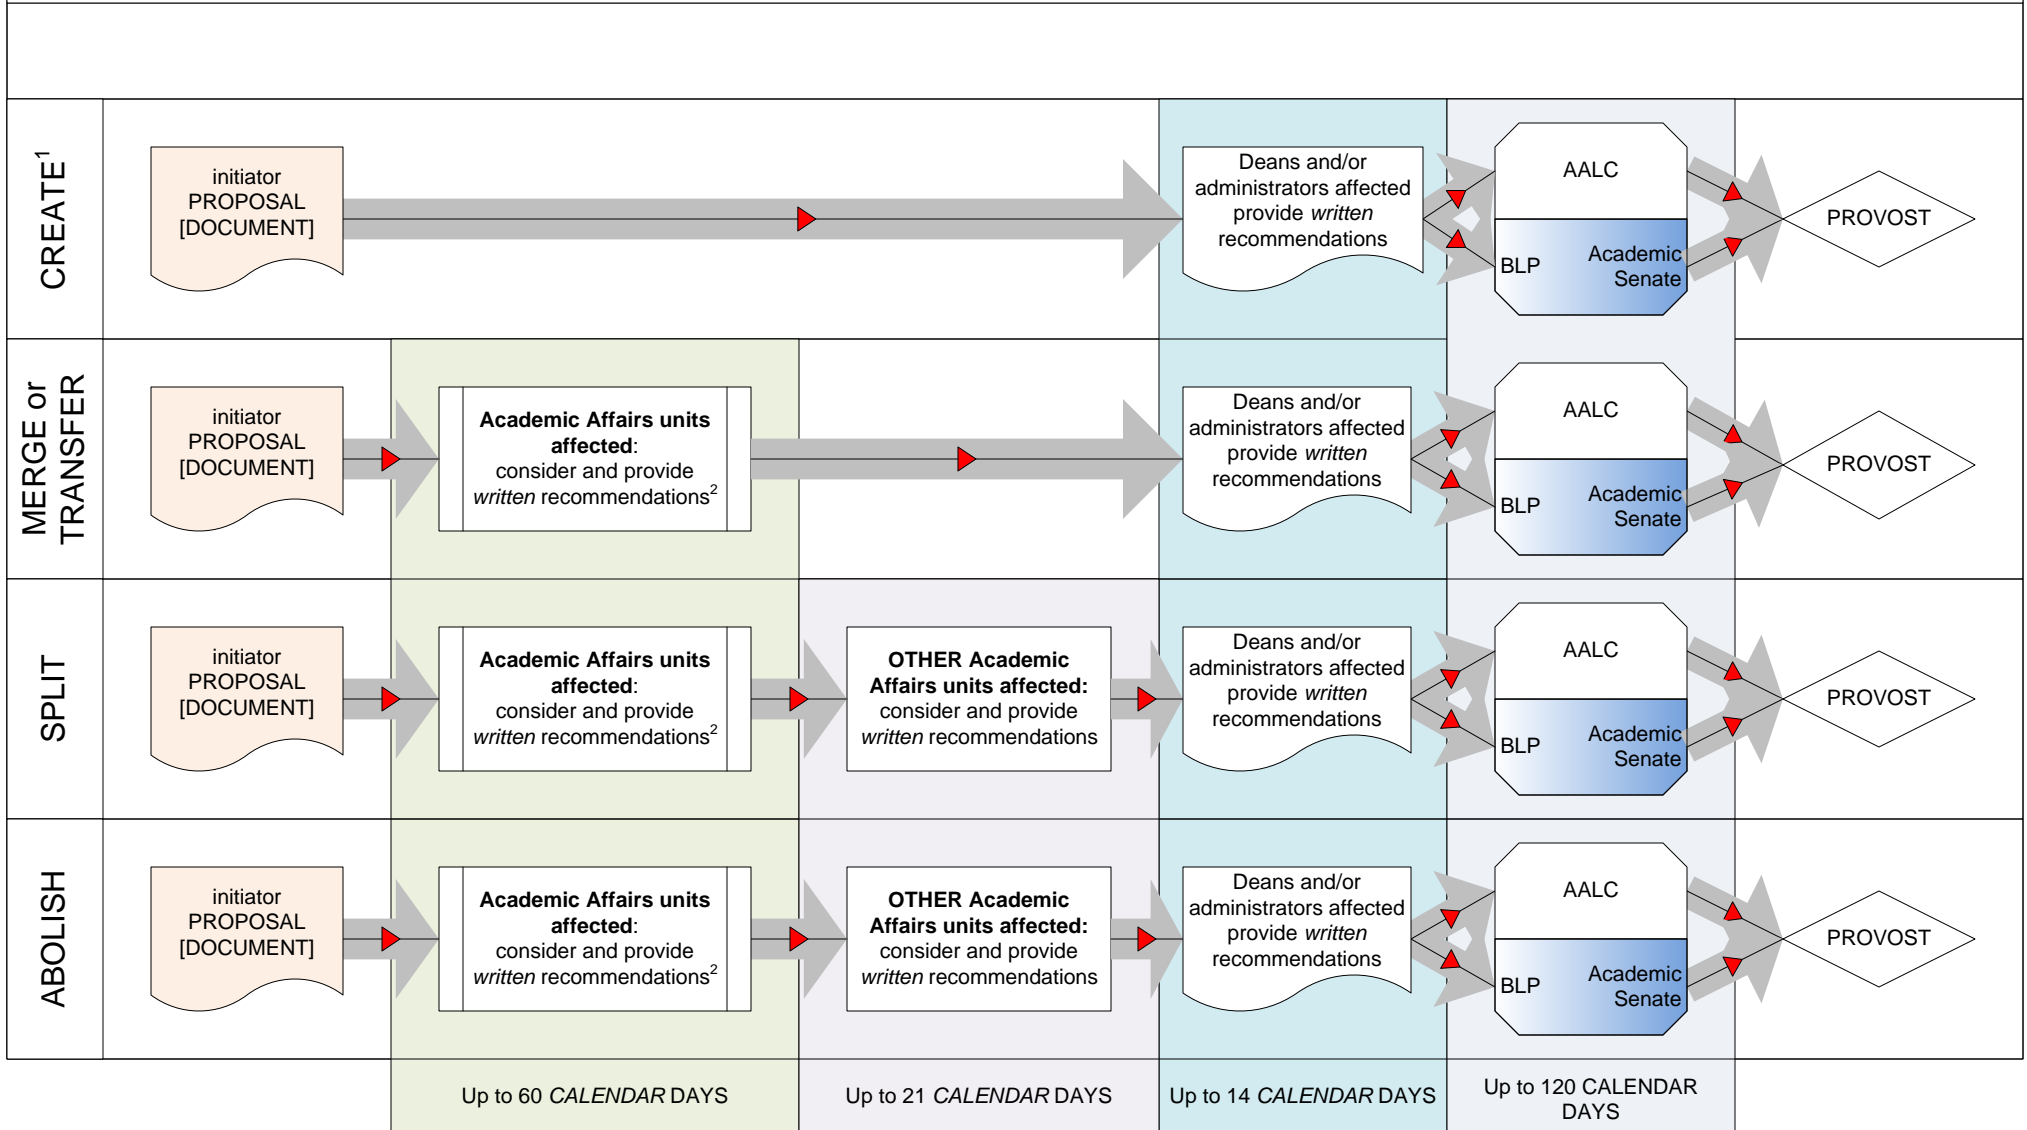 CREATE¹
initiator
PROPOSAL
[DOCUMENT]
Deans and/or
administrators affected
provide written
recommendations
AALC
BLP
Academic
Senate
PROVOST
MERGE or
TRANSFER
initiator
PROPOSAL
[DOCUMENT]
Academic Affairs units
affected:
consider and provide
written recommendations²
Deans and/or
administrators affected
provide written
recommendations
AALC
BLP
Academic
Senate
PROVOST
SPLIT
initiator
PROPOSAL
[DOCUMENT]
Academic Affairs units
affected:
consider and provide
written recommendations²
OTHER Academic
Affairs units affected:
consider and provide
written recommendations
Deans and/or
administrators affected
provide written
recommendations
AALC
BLP
Academic
Senate
PROVOST
ABOLISH
initiator
PROPOSAL
[DOCUMENT]
Academic Affairs units
affected:
consider and provide
written recommendations²
OTHER Academic
Affairs units affected:
consider and provide
written recommendations
Deans and/or
administrators affected
provide written
recommendations
AALC
BLP
Academic
Senate
PROVOST
Up to 60 CALENDAR DAYS
Up to 21 CALENDAR DAYS
Up to 14 CALENDAR DAYS
Up to 120 CALENDAR
DAYS